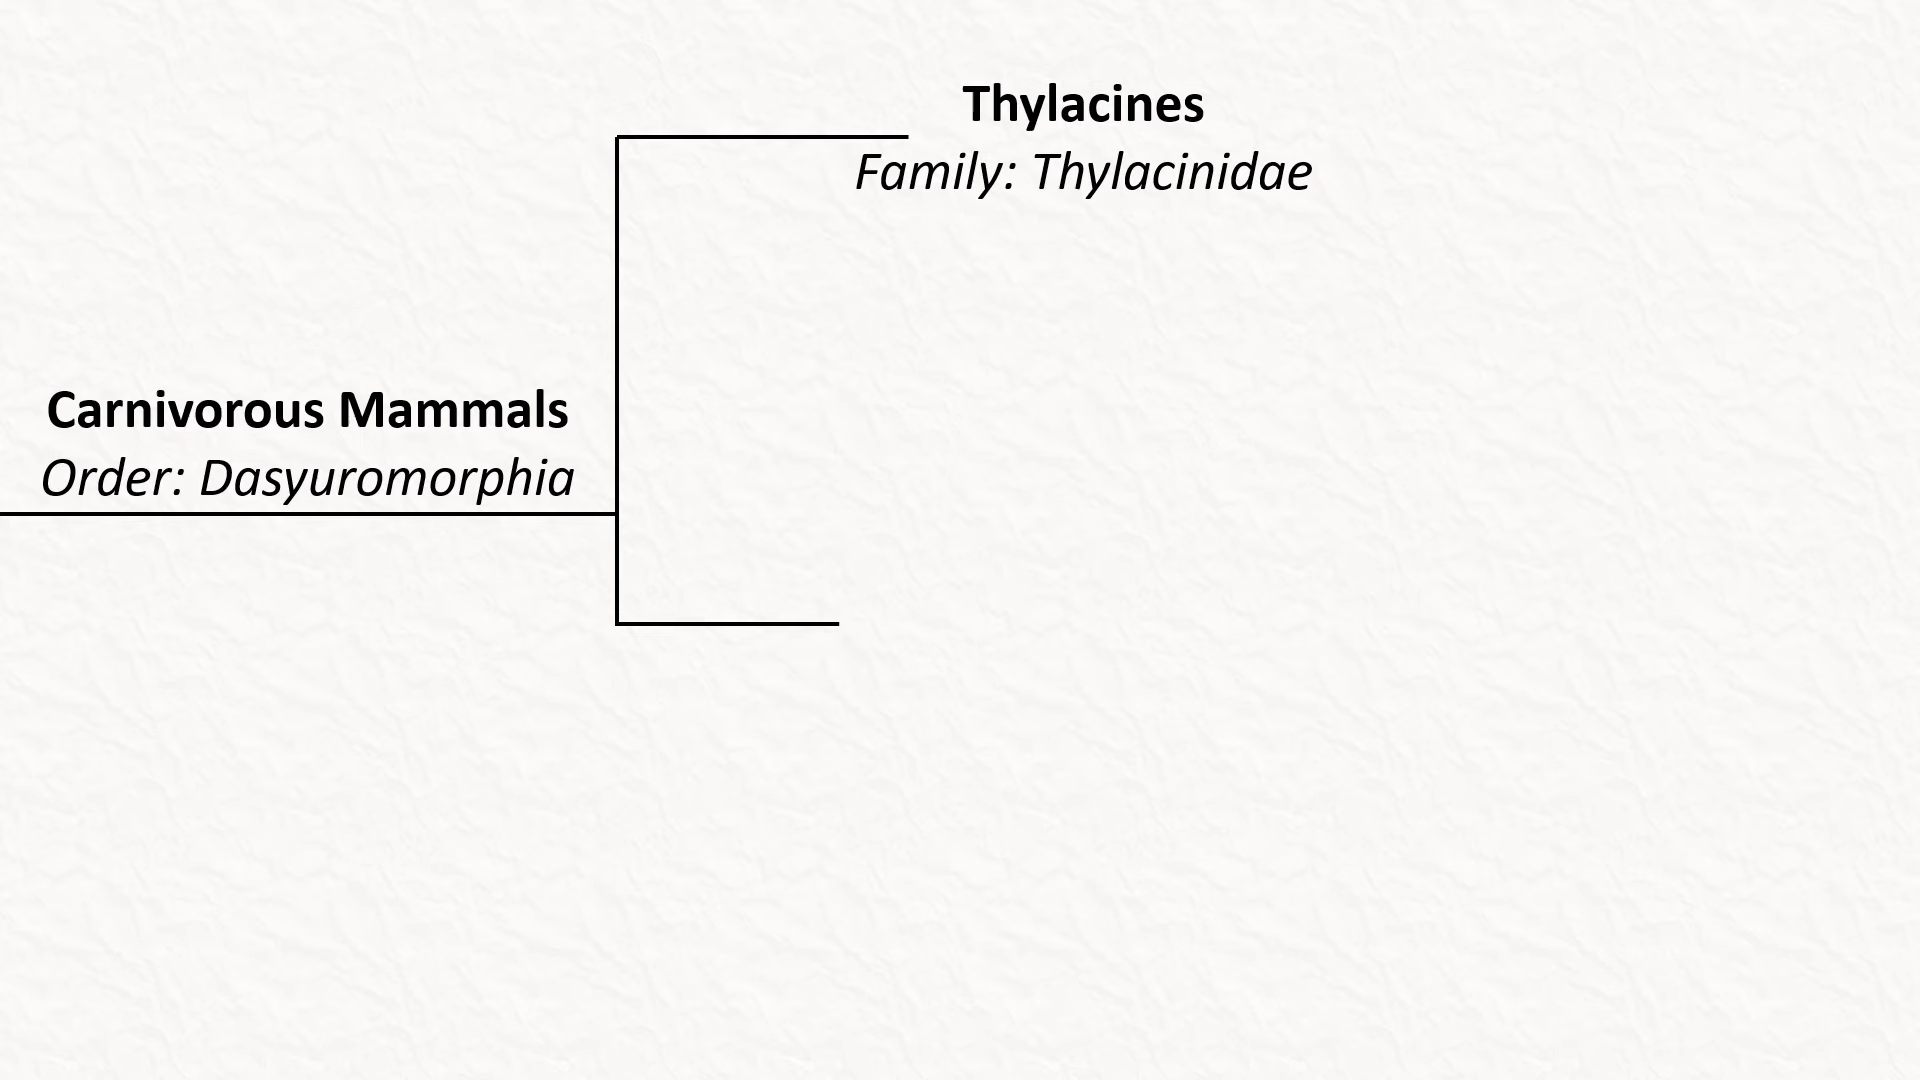 Thylacines
Family: Thylacinidae
Carnivorous Mammals
Order: Dasyuromorphia